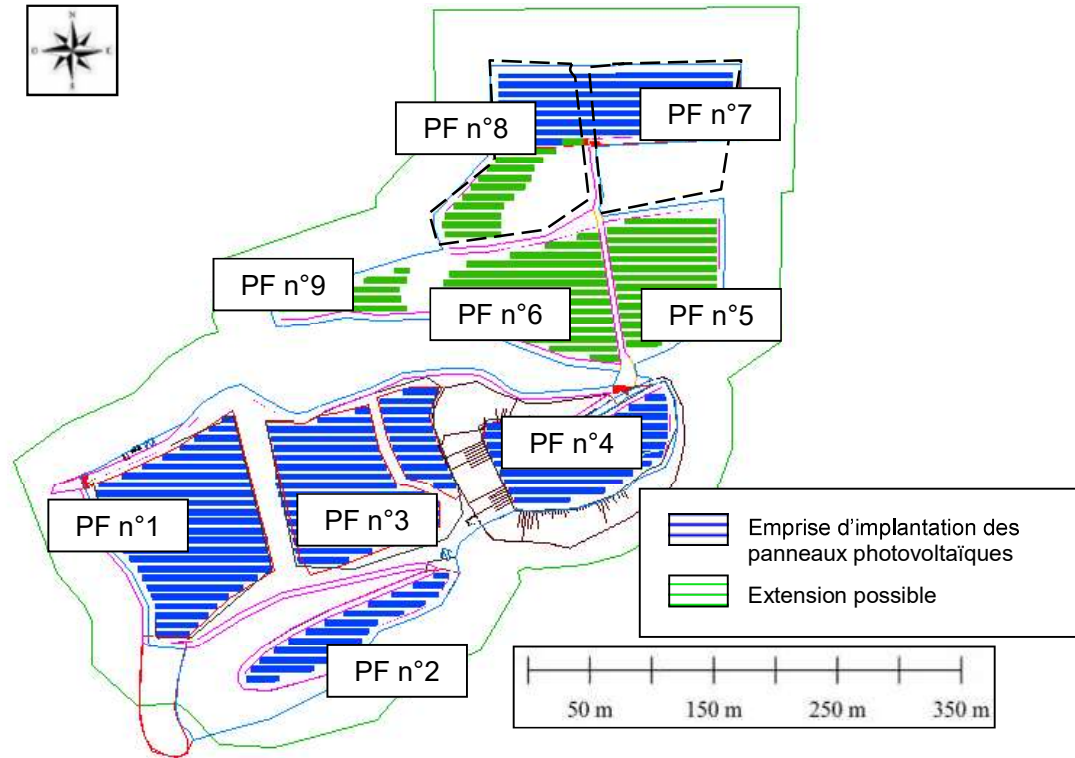 N
O
E
S
PF n°8
PF n°7
PF n°9
PF n°6
PF n°5
PF n°4
PF n°1
PF n°3
PF n°2
Emprise d'implantation des
panneaux photovoltaïques
Extension possible
50 m 150 m 250 m 350 m